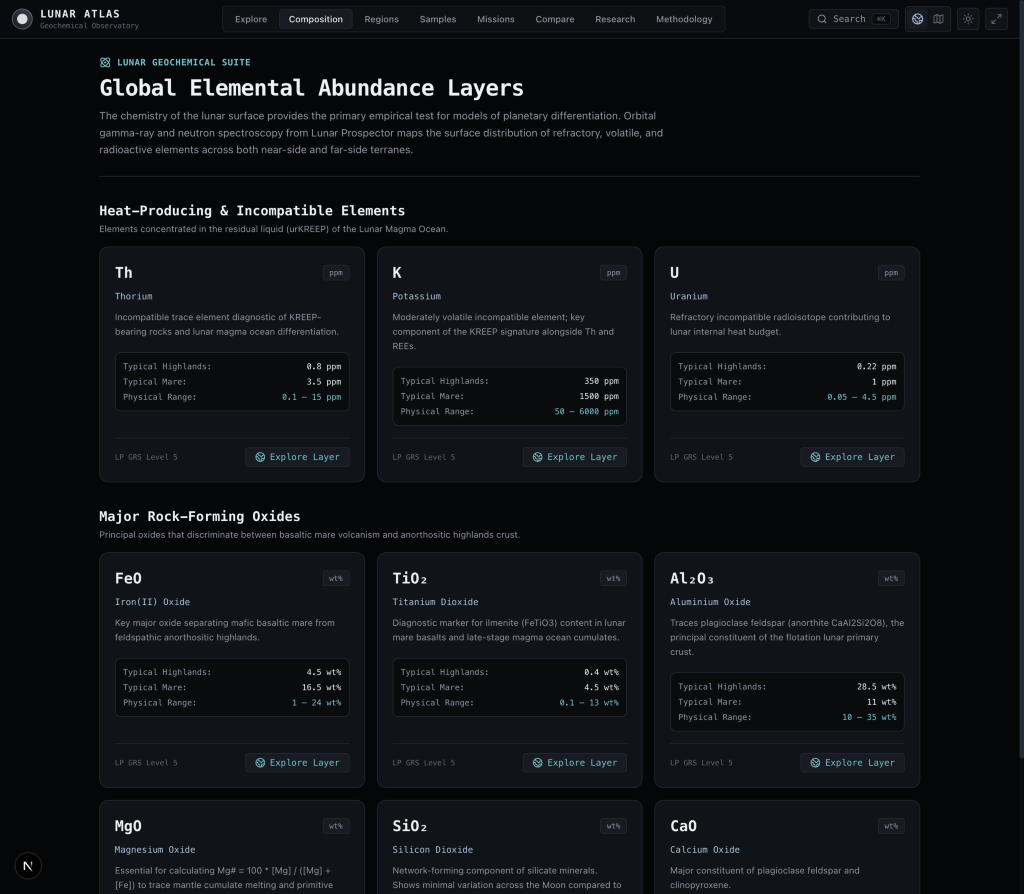 LUNAR ATLAS
Geochemical Observatory
Explore
Composition
Regions
Samples
Missions
Compare
Research
Methodology
Search ⌘K
LUNAR GEOCHEMICAL SUITE
Global Elemental Abundance Layers
The chemistry of the lunar surface provides the primary empirical test for models of planetary differentiation. Orbital
gamma-ray and neutron spectroscopy from Lunar Prospector maps the surface distribution of refractory, volatile, and
radioactive elements across both near-side and far-side terranes.
Heat-Producing & Incompatible Elements
Elements concentrated in the residual liquid (urKREEP) of the Lunar Magma Ocean.
Th
ppm
Thorium
Incompatible trace element diagnostic of KREEP-
bearing rocks and lunar magma ocean differentiation.
Typical Highlands: 0.8 ppm
Typical Mare: 3.5 ppm
Physical Range: 0.1 – 15 ppm
LP GRS Level 5
Explore Layer
K
ppm
Potassium
Moderately volatile incompatible element; key
component of the KREEP signature alongside Th and
REEs.
Typical Highlands: 350 ppm
Typical Mare: 1500 ppm
Physical Range: 50 – 6000 ppm
LP GRS Level 5
Explore Layer
U
ppm
Uranium
Refractory incompatible radioisotope contributing to
lunar internal heat budget.
Typical Highlands: 0.22 ppm
Typical Mare: 1 ppm
Physical Range: 0.05 – 4.5 ppm
LP GRS Level 5
Explore Layer
Major Rock-Forming Oxides
Principal oxides that discriminate between basaltic mare volcanism and anorthositic highlands crust.
FeO
wt%
Iron(II) Oxide
Key major oxide separating mafic basaltic mare from
feldspathic anorthositic highlands.
Typical Highlands: 4.5 wt%
Typical Mare: 16.5 wt%
Physical Range: 1 – 24 wt%
LP GRS Level 5
Explore Layer
TiO₂
wt%
Titanium Dioxide
Diagnostic marker for ilmenite (FeTiO3) content in lunar
mare basalts and late-stage magma ocean cumulates.
Typical Highlands: 0.4 wt%
Typical Mare: 4.5 wt%
Physical Range: 0.1 – 13 wt%
LP GRS Level 5
Explore Layer
Al₂O₃
wt%
Aluminium Oxide
Traces plagioclase feldspar (anorthite CaAl2Si2O8), the
principal constituent of the flotation lunar primary
crust.
Typical Highlands: 28.5 wt%
Typical Mare: 11 wt%
Physical Range: 10 – 35 wt%
LP GRS Level 5
Explore Layer
MgO
wt%
Magnesium Oxide
Essential for calculating Mg# = 100 * [Mg] / ([Mg] +
[Fe]) to trace mantle cumulate melting and primitive
SiO₂
wt%
Silicon Dioxide
Network-forming component of silicate minerals.
Shows minimal variation across the Moon compared to
CaO
wt%
Calcium Oxide
Major constituent of plagioclase feldspar and
clinopyroxene.
N